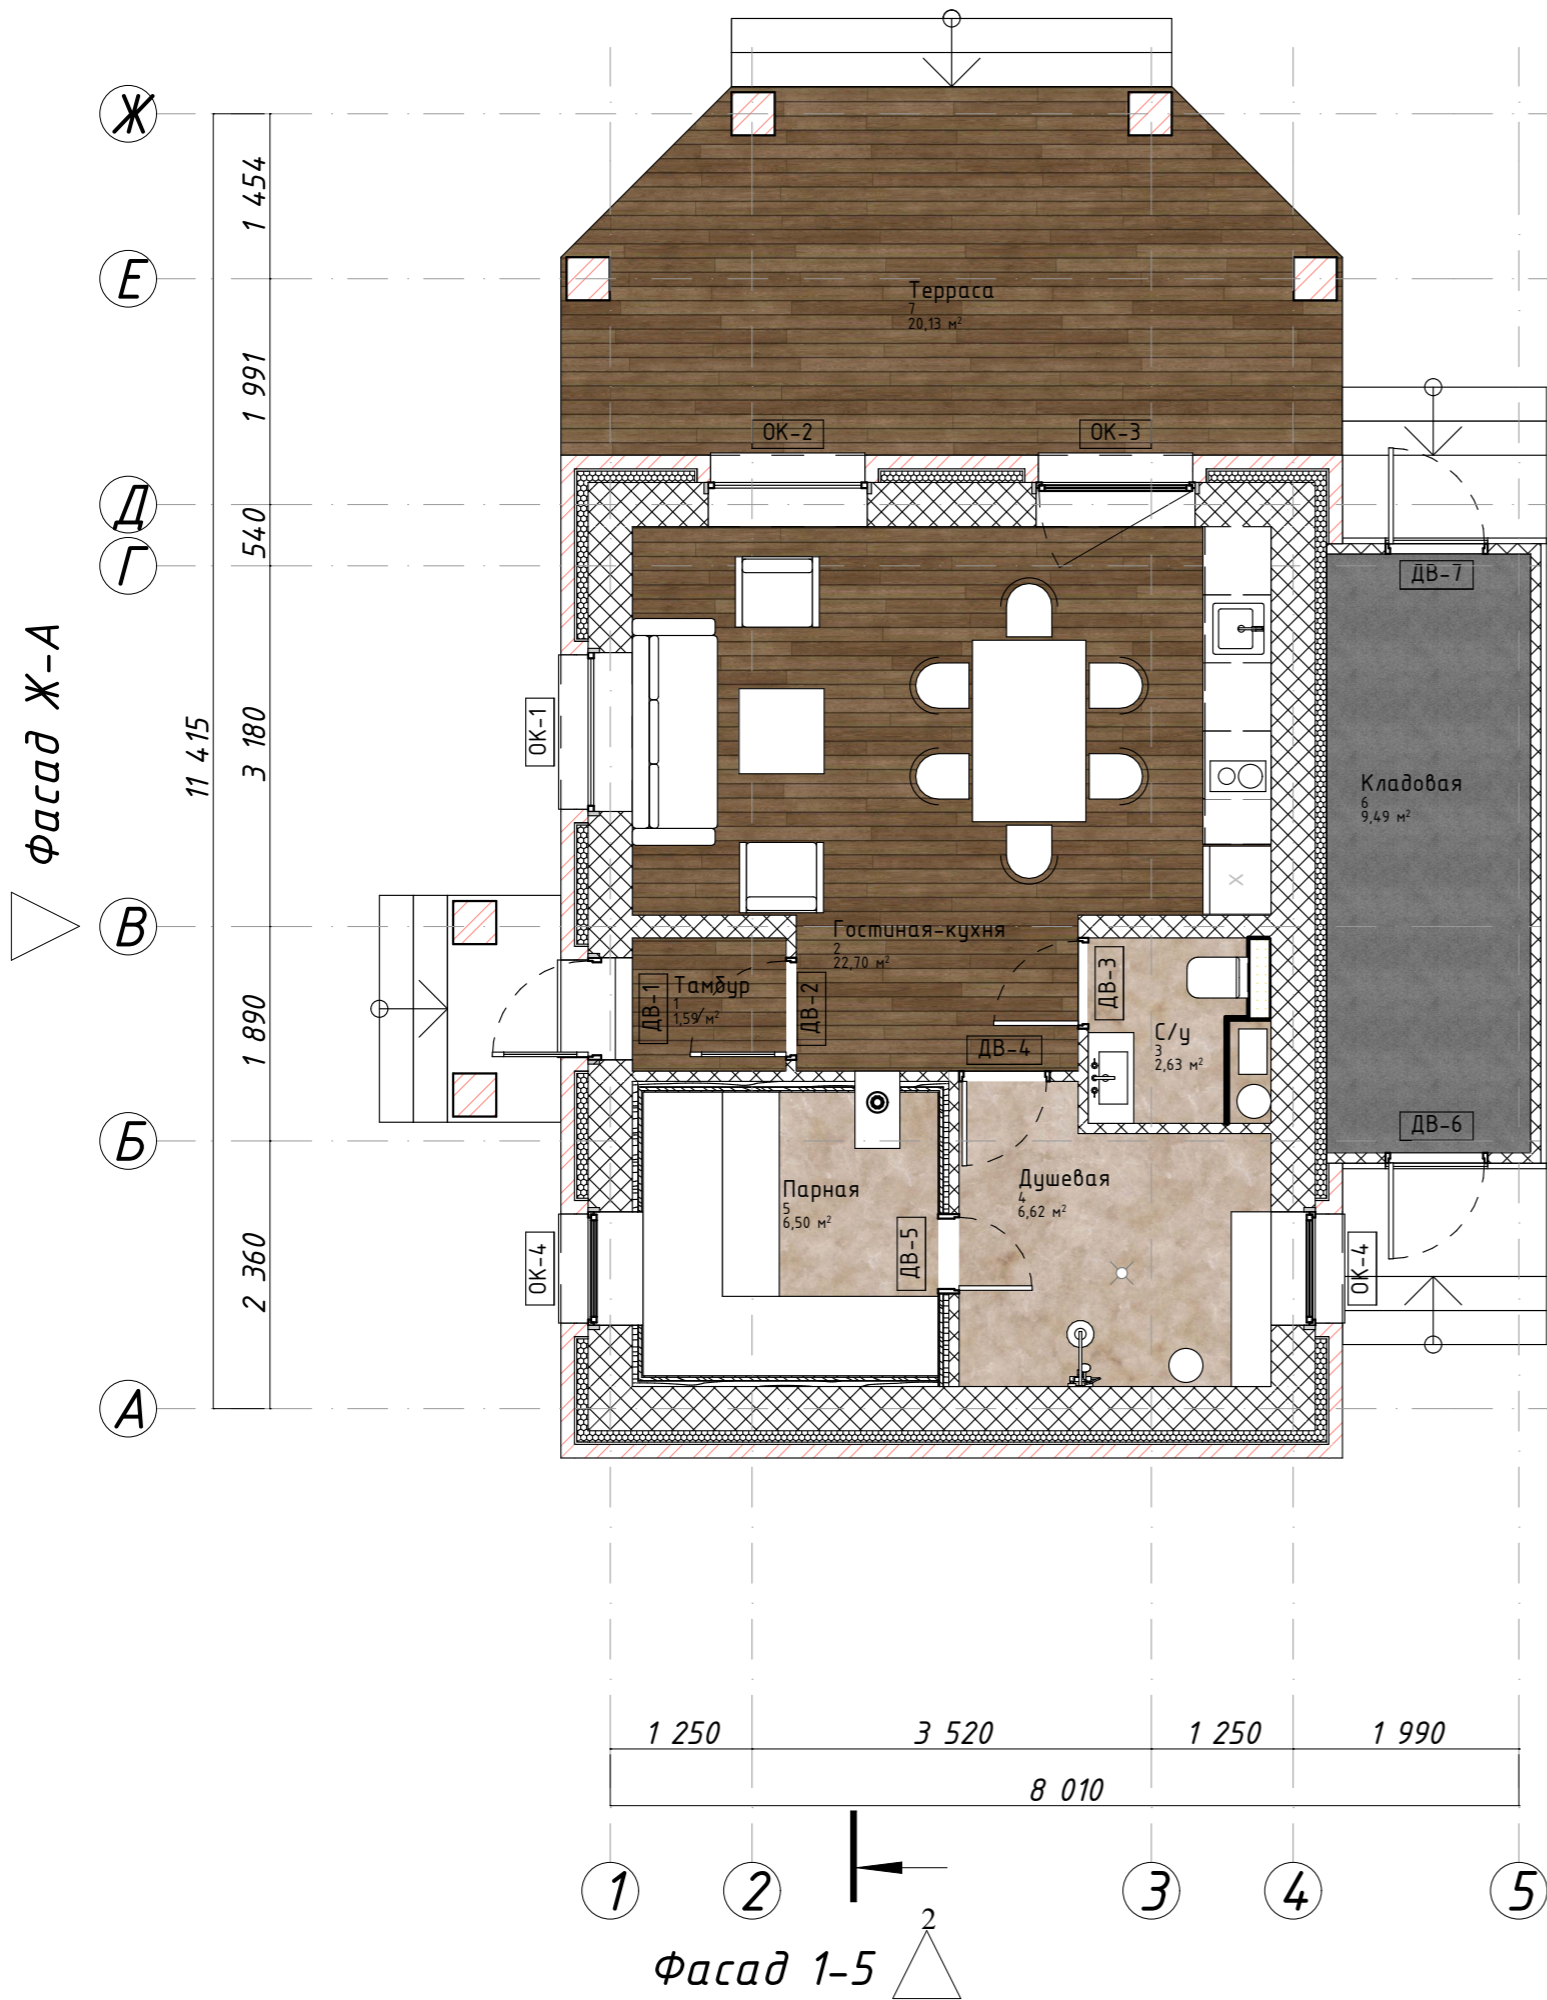 Ж
1 454
Е
Терраса
7
20,13 м²
1 991
ОК-2
ОК-3
Д
540
Г
ДВ-7
Фасад Ж-А
11 415
3 180
ОК-1
Кладовая
6
9,49 м²
В
Гостиная-кухня
2
22,70 м²
ДВ-1
Тамбур
1
1,59 м²
ДВ-2
ДВ-3
1 890
С/у
3
2,63 м²
ДВ-4
ДВ-6
Б
Парная
5
6,50 м²
Душевая
4
6,62 м²
ДВ-5
ОК-4
ОК-4
2 360
А
1 250
3 520
1 250
1 990
8 010
1
2
3
4
5
2
Фасад 1-5